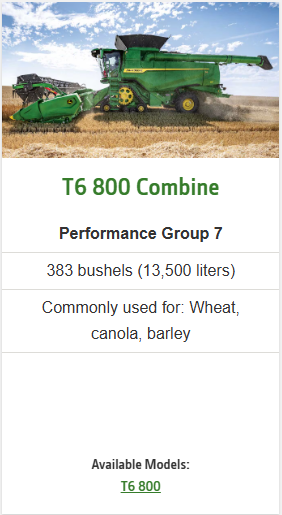 T6 800 Combine
Performance Group 7
383 bushels (13,500 liters)
Commonly used for: Wheat,
canola, barley
Available Models:
T6 800